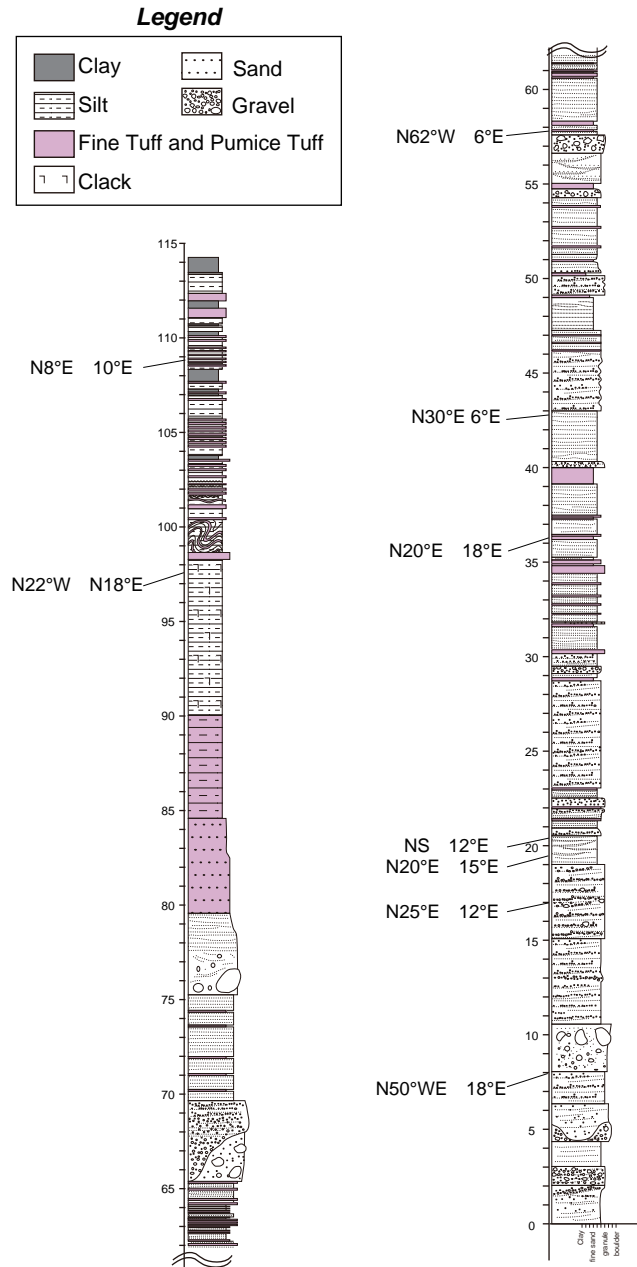 Legend
Clay
Sand
Silt
Gravel
Fine Tuff and Pumice Tuff
Clack
115
110
N8°E 10°E
105
100
N22°W N18°E
95
90
85
80
75
70
65
60
N62°W 6°E
55
50
45
N30°E 6°E
40
N20°E 18°E
35
30
25
NS 12°E
20
N20°E 15°E
N25°E 12°E
15
10
N50°WE 18°E
5
0
Clay
fine sand
granule
boulder